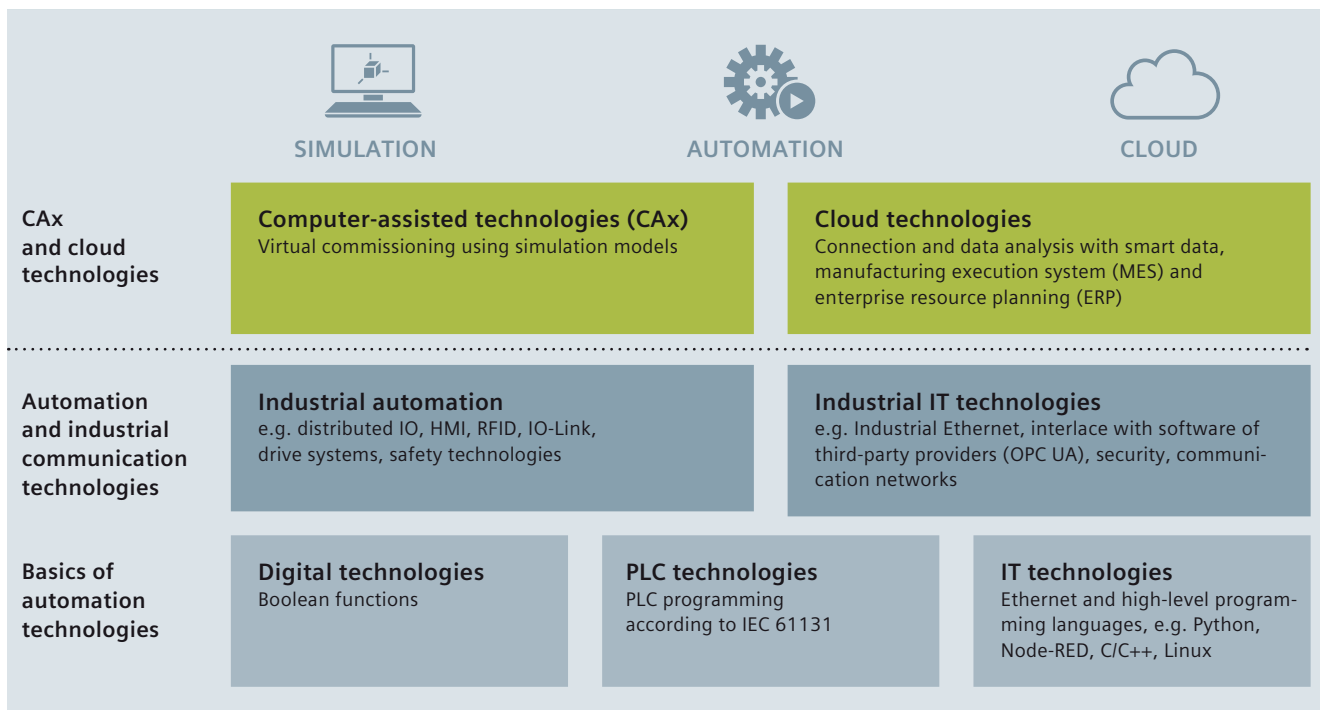 SIMULATION
AUTOMATION
CLOUD
CAx
and cloud
technologies
Computer-assisted technologies (CAx)
Virtual commissioning using simulation models
Cloud technologies
Connection and data analysis with smart data,
manufacturing execution system (MES) and
enterprise resource planning (ERP)
Automation
and industrial
communication
technologies
Industrial automation
e.g. distributed IO, HMI, RFID, IO-Link,
drive systems, safety technologies
Industrial IT technologies
e.g. Industrial Ethernet, interlace with software of
third-party providers (OPC UA), security, communi-
cation networks
Basics of
automation
technologies
Digital technologies
Boolean functions
PLC technologies
PLC programming
according to IEC 61131
IT technologies
Ethernet and high-level program-
ming languages, e.g. Python,
Node-RED, C/C++, Linux